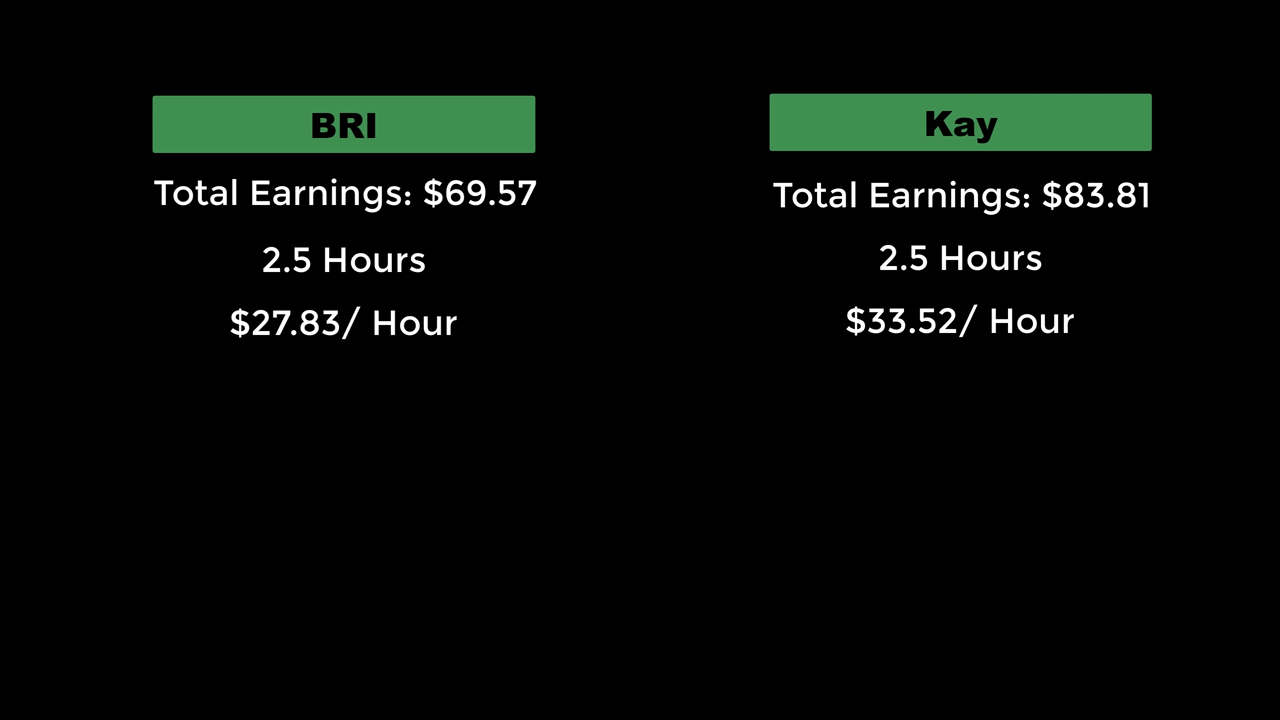 BRI
Total Earnings: $69.57
2.5 Hours
$27.83/ Hour
Kay
Total Earnings: $83.81
2.5 Hours
$33.52/ Hour